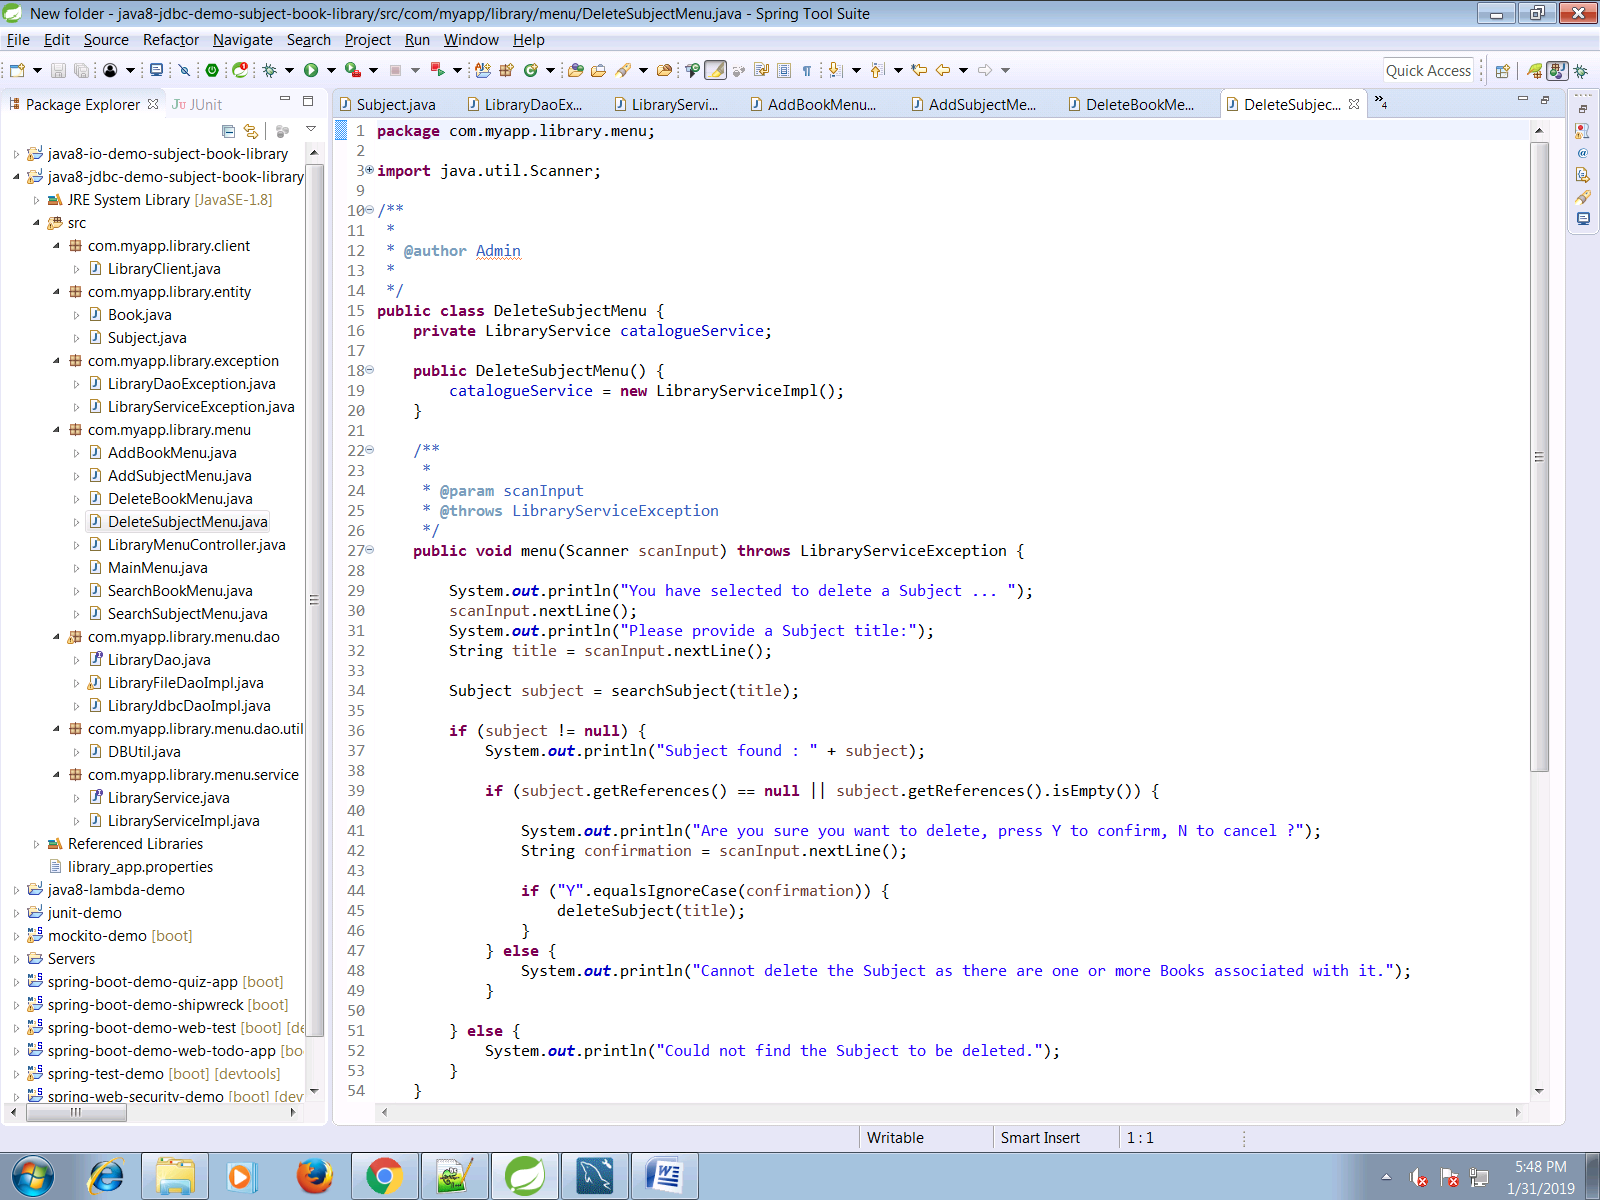 New folder - java8-jdbc-demo-subject-book-library/src/com/myapp/library/menu/DeleteSubjectMenu.java - Spring Tool Suite
File Edit Source Refactor Navigate Search Project Run Window Help
Quick Access
Package Explorer
JU JUnit
Subject.java
LibraryDaoEx...
LibraryServi...
AddBookMenu...
AddSubjectMe...
DeleteBookMe...
DeleteSubjec...
»4
java8-io-demo-subject-book-library
java8-jdbc-demo-subject-book-library
JRE System Library [JavaSE-1.8]
src
com.myapp.library.client
LibraryClient.java
com.myapp.library.entity
Book.java
Subject.java
com.myapp.library.exception
LibraryDaoException.java
LibraryServiceException.java
com.myapp.library.menu
AddBookMenu.java
AddSubjectMenu.java
DeleteBookMenu.java
DeleteSubjectMenu.java
LibraryMenuController.java
MainMenu.java
SearchBookMenu.java
SearchSubjectMenu.java
com.myapp.library.menu.dao
LibraryDao.java
LibraryFileDaoImpl.java
LibraryJdbcDaoImpl.java
com.myapp.library.menu.dao.util
DBUtil.java
com.myapp.library.menu.service
LibraryService.java
LibraryServiceImpl.java
Referenced Libraries
library_app.properties
java8-lambda-demo
junit-demo
mockito-demo [boot]
Servers
spring-boot-demo-quiz-app [boot]
spring-boot-demo-shipwreck [boot]
spring-boot-demo-web-test [boot] [de
spring-boot-demo-web-todo-app [bo
spring-test-demo [boot] [devtools]
spring-web-security-demo [boot] [dev
1 package com.myapp.library.menu;
2
3 import java.util.Scanner;
9
10 /**
11 *
12 * @author Admin
13 *
14 */
15 public class DeleteSubjectMenu {
16 private LibraryService catalogueService;
17
18 public DeleteSubjectMenu() {
19 catalogueService = new LibraryServiceImpl();
20 }
21
22 /**
23 *
24 * @param scanInput
25 * @throws LibraryServiceException
26 */
27 public void menu(Scanner scanInput) throws LibraryServiceException {
28
29 System.out.println("You have selected to delete a Subject ... ");
30 scanInput.nextLine();
31 System.out.println("Please provide a Subject title:");
32 String title = scanInput.nextLine();
33
34 Subject subject = searchSubject(title);
35
36 if (subject != null) {
37 System.out.println("Subject found : " + subject);
38
39 if (subject.getReferences() == null || subject.getReferences().isEmpty()) {
40
41 System.out.println("Are you sure you want to delete, press Y to confirm, N to cancel ?");
42 String confirmation = scanInput.nextLine();
43
44 if ("Y".equalsIgnoreCase(confirmation)) {
45 deleteSubject(title);
46 }
47 } else {
48 System.out.println("Cannot delete the Subject as there are one or more Books associated with it.");
49 }
50
51 } else {
52 System.out.println("Could not find the Subject to be deleted.");
53 }
54 }
Writable
Smart Insert
1 : 1
5:48 PM
1/31/2019